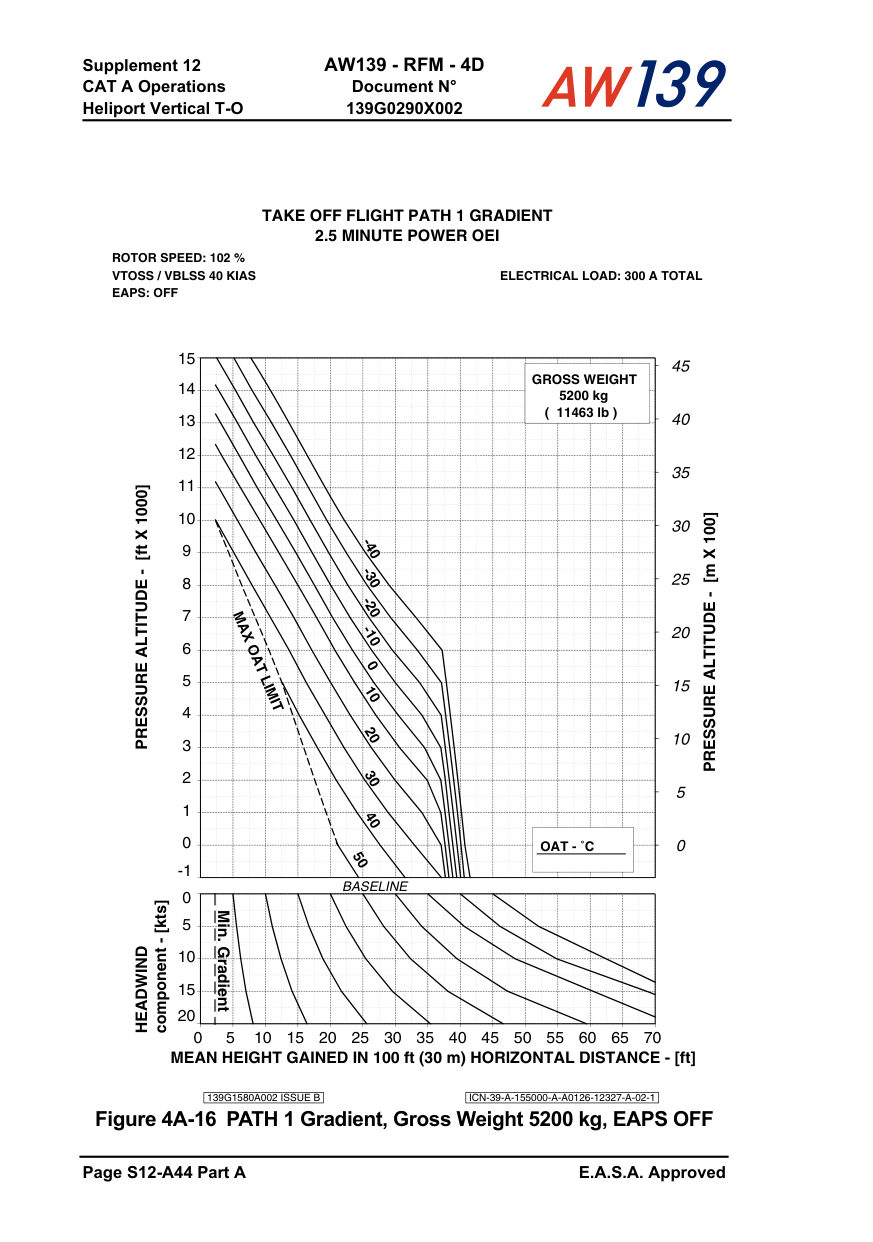 Supplement 12
CAT A Operations
Heliport Vertical T-O
AW139 - RFM - 4D
Document N°
139G0290X002
AW139
TAKE OFF FLIGHT PATH 1 GRADIENT
2.5 MINUTE POWER OEI
ROTOR SPEED: 102 %
VTOSS / VBLSS 40 KIAS
EAPS: OFF
ELECTRICAL LOAD: 300 A TOTAL
GROSS WEIGHT
5200 kg
( 11463 lb )
PRESSURE ALTITUDE - [ft X 1000]
15
14
13
12
11
10
9
8
7
6
5
4
3
2
1
0
-1
45
40
35
30
25
20
15
10
5
0
PRESSURE ALTITUDE - [m X 100]
-40
-30
-20
-10
0
10
20
30
40
50
MAX OAT LIMIT
OAT - ˚C
BASELINE
HEADWIND
component - [kts]
0
5
10
15
20
Min. Gradient
0 5 10 15 20 25 30 35 40 45 50 55 60 65 70
MEAN HEIGHT GAINED IN 100 ft (30 m) HORIZONTAL DISTANCE - [ft]
139G1580A002 ISSUE B
ICN-39-A-155000-A-A0126-12327-A-02-1
Figure 4A-16 PATH 1 Gradient, Gross Weight 5200 kg, EAPS OFF
Page S12-A44 Part A
E.A.S.A. Approved